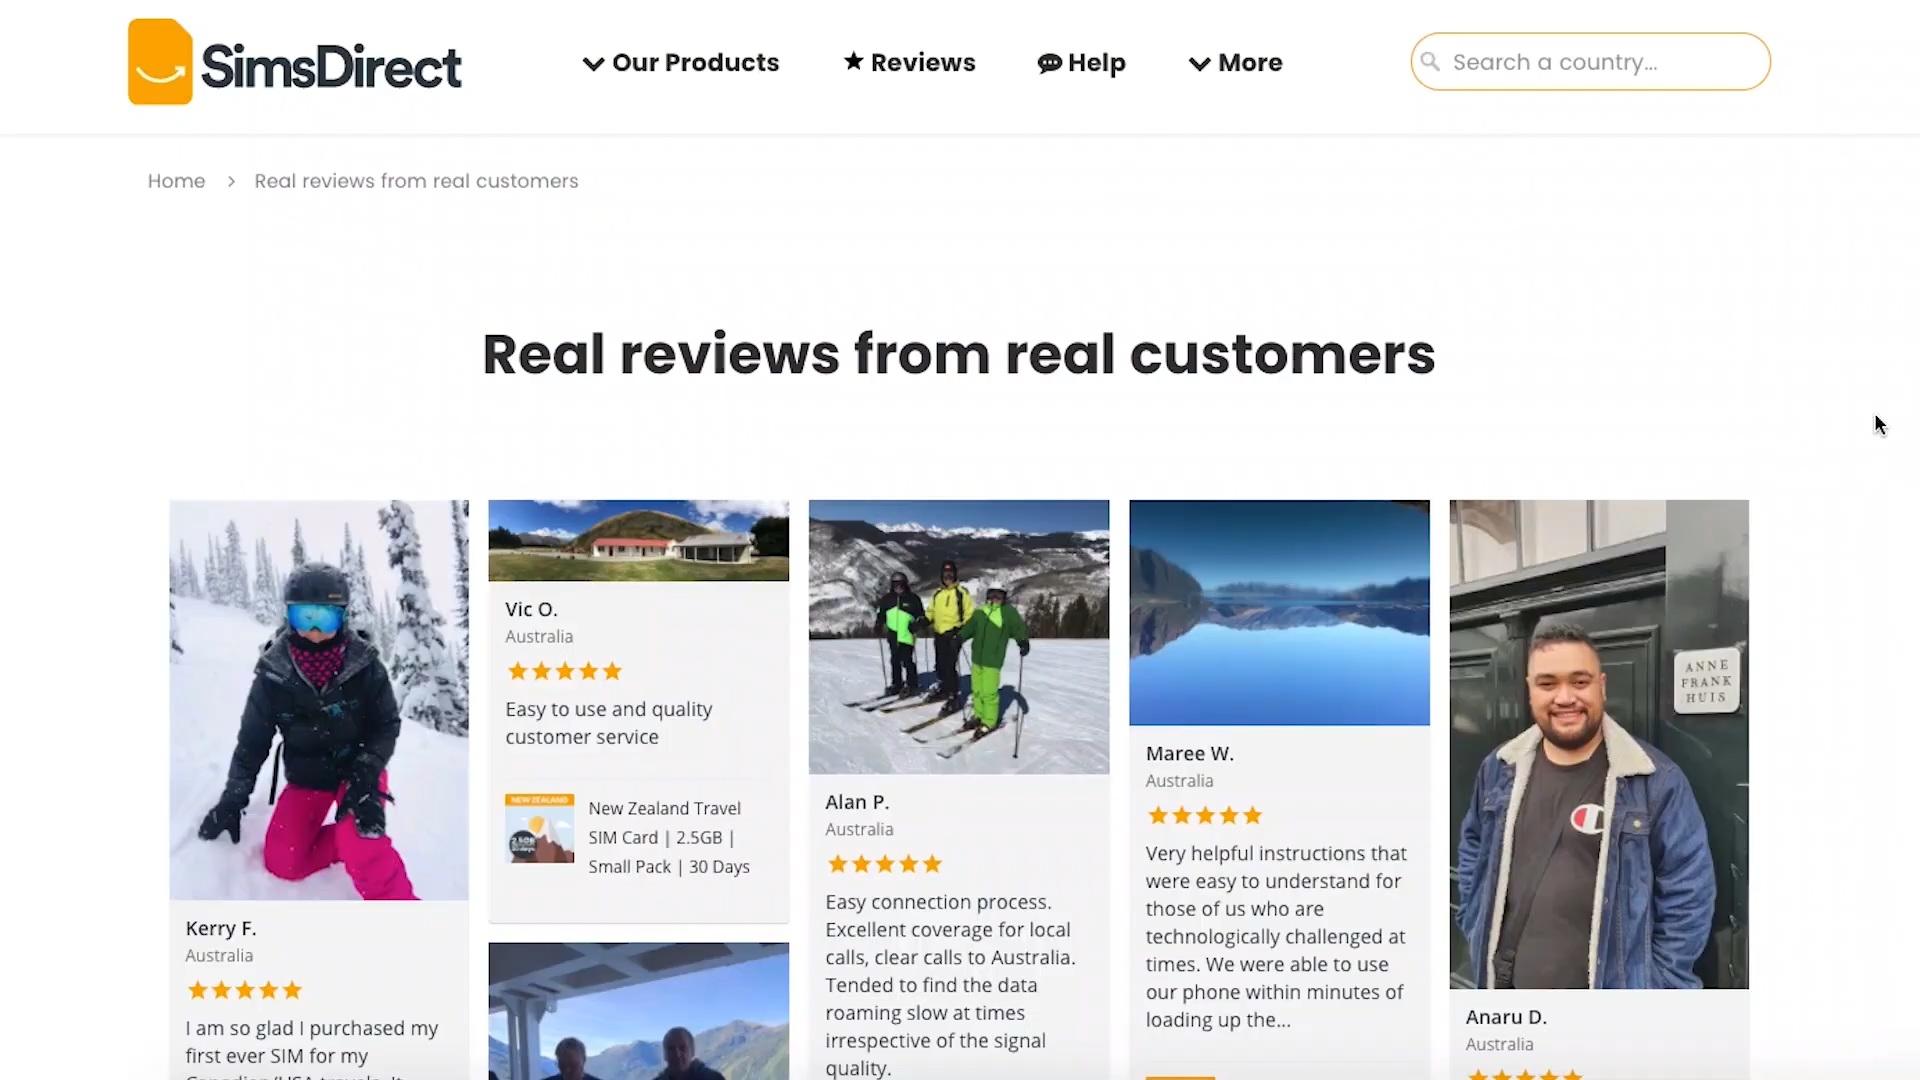 SimsDirect
Our Products
Reviews
Help
More
Search a country...
Home
Real reviews from real customers
Real reviews from real customers
Kerry F.
Australia
I am so glad I purchased my
first ever SIM for my
Vic O.
Australia
Easy to use and quality
customer service
NEW ZEALAND
New Zealand Travel
SIM Card | 2.5GB |
Small Pack | 30 Days
Alan P.
Australia
Easy connection process.
Excellent coverage for local
calls, clear calls to Australia.
Tended to find the data
roaming slow at times
irrespective of the signal
quality.
Maree W.
Australia
Very helpful instructions that
were easy to understand for
those of us who are
technologically challenged at
times. We were able to use
our phone within minutes of
loading up the...
ANNE
FRANK
HUIS
Anaru D.
Australia